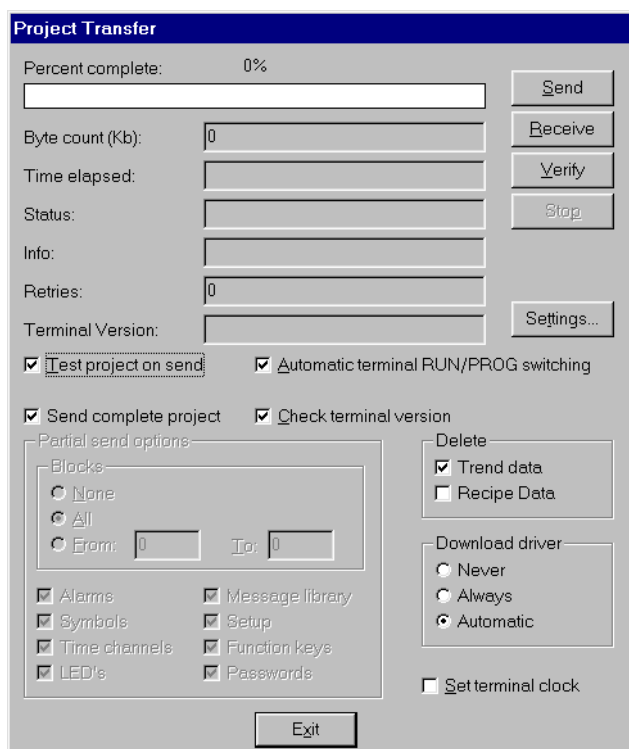 Project Transfer
Percent complete: 0%
Send
Byte count (Kb): 0
Receive
Time elapsed:
Verify
Status:
Stop
Info:
Retries: 0
Settings...
Terminal Version:
Test project on send
Automatic terminal RUN/PROG switching
Send complete project
Check terminal version
Partial send options
Blocks
None
All
From: 0 To: 0
Alarms
Message library
Symbols
Setup
Time channels
Function keys
LED's
Passwords
Delete
Trend data
Recipe Data
Download driver
Never
Always
Automatic
Set terminal clock
Exit